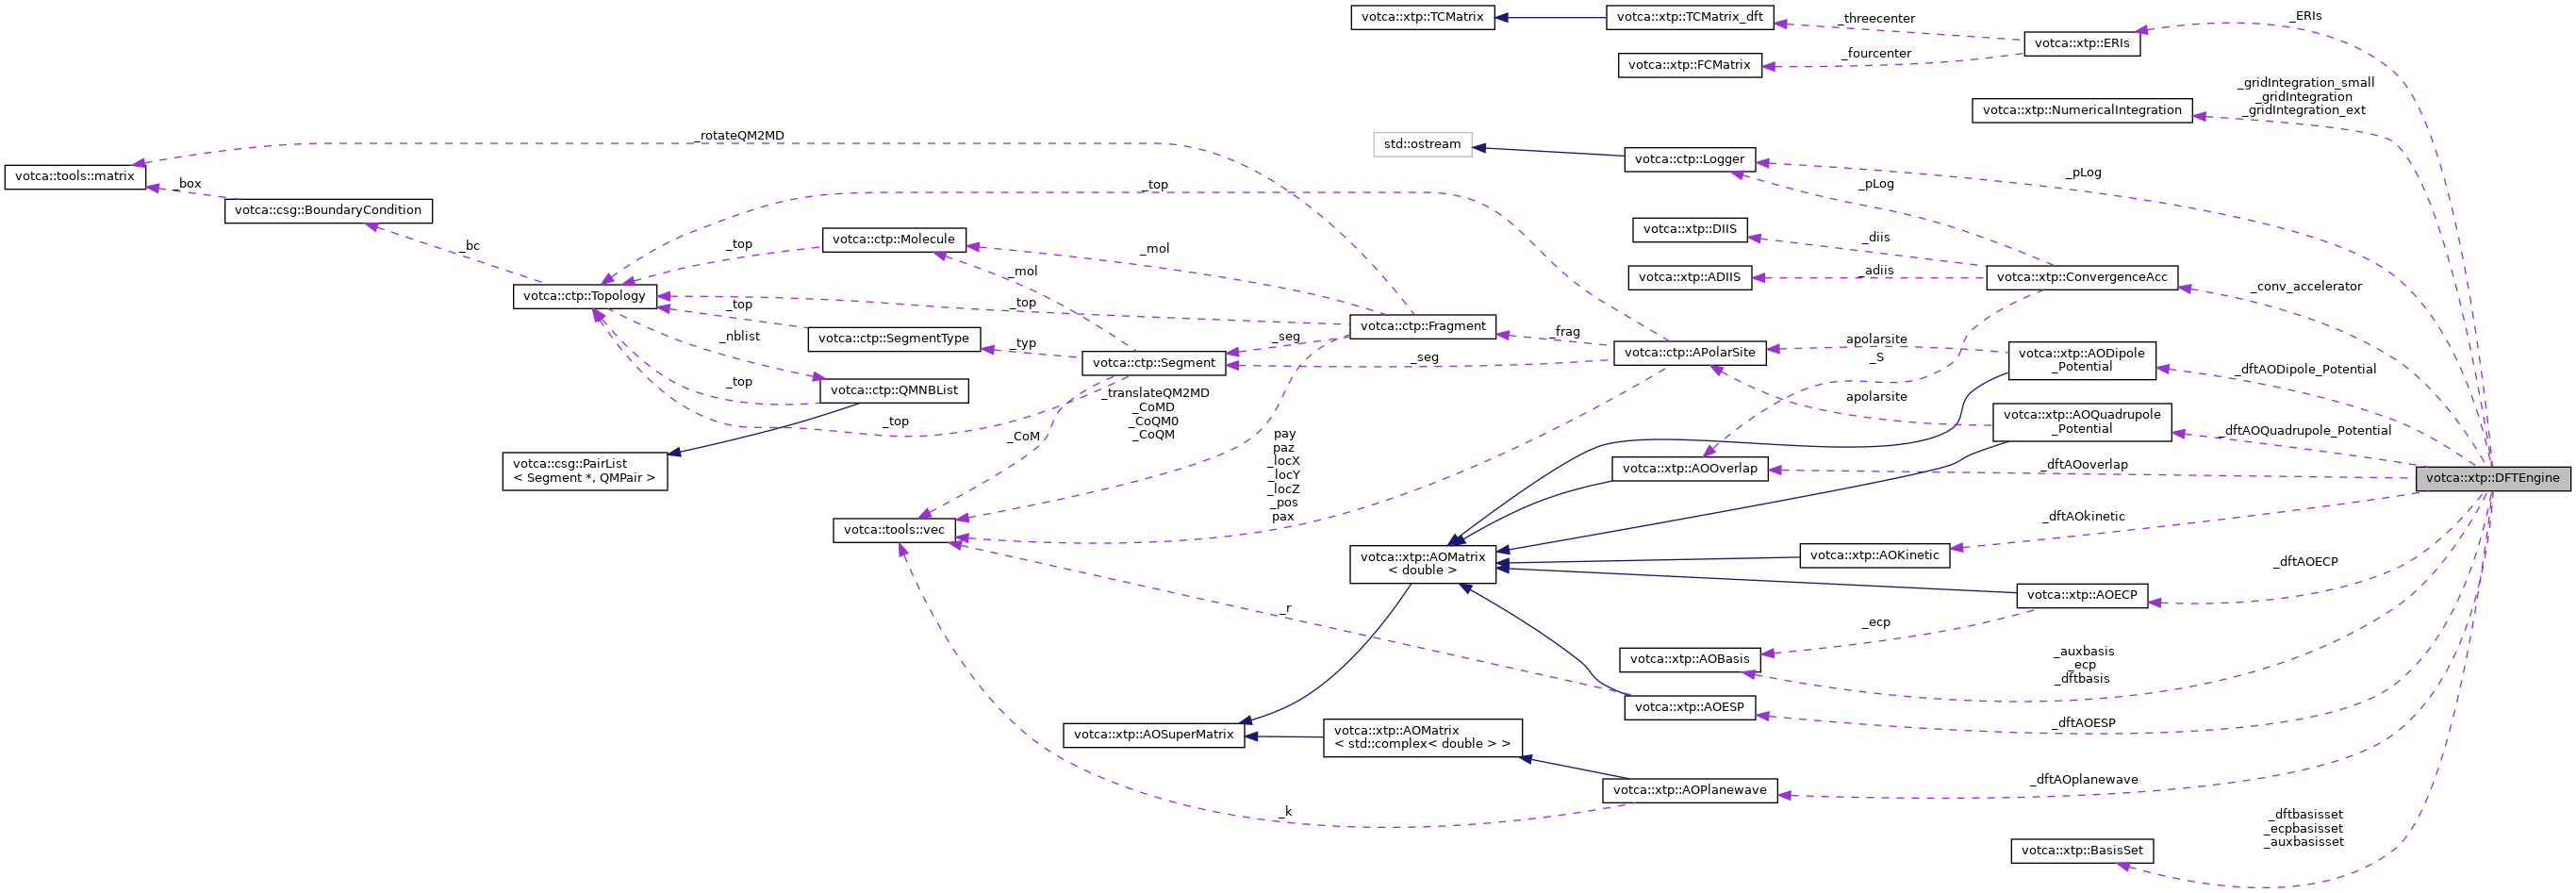 votca::xtp::TCMatrix
votca::xtp::TCMatrix_dft
_threecenter
_ERIs
votca::xtp::ERIs
_fourcenter
votca::xtp::FCMatrix
_gridIntegration_small
_gridIntegration
_gridIntegration_ext
votca::xtp::NumericalIntegration
_rotateQM2MD
std::ostream
votca::ctp::Logger
_pLog
votca::tools::matrix
_box
_top
_pLog
votca::csg::BoundaryCondition
votca::xtp::DIIS
_diis
_bc
_top
votca::ctp::Molecule
_mol
_mol
votca::xtp::ADIIS
_adiis
votca::xtp::ConvergenceAcc
_conv_accelerator
votca::ctp::Topology
_top
_top
_nblist
votca::ctp::SegmentType
_typ
votca::ctp::Fragment
_seg
_frag
apolarsite
_S
votca::ctp::Segment
_seg
votca::ctp::APolarSite
votca::xtp::AODipole
_Potential
_dftAODipole_Potential
_top
votca::ctp::QMNBList
_translateQM2MD
_CoMD
_CoQM0
_CoQM
apolarsite
votca::xtp::AOQuadrupole
_Potential
_dftAOQuadrupole_Potential
_top
_CoM
pay
paz
_locX
_locY
_locZ
_pos
pax
votca::csg::PairList
< Segment *, QMPair >
votca::xtp::AOOverlap
_dftAOoverlap
votca::xtp::DFTEngine
votca::tools::vec
_dftAOkinetic
votca::xtp::AOMatrix
< double >
votca::xtp::AOKinetic
_dftAOECP
votca::xtp::AOECP
_r
_ecp
votca::xtp::AOBasis
_auxbasis
_ecp
_dftbasis
votca::xtp::AOESP
_dftAOESP
votca::xtp::AOSuperMatrix
votca::xtp::AOMatrix
< std::complex< double > >
_dftAOplanewave
votca::xtp::AOPlanewave
_k
_dftbasisset
_ecpbasisset
_auxbasisset
votca::xtp::BasisSet